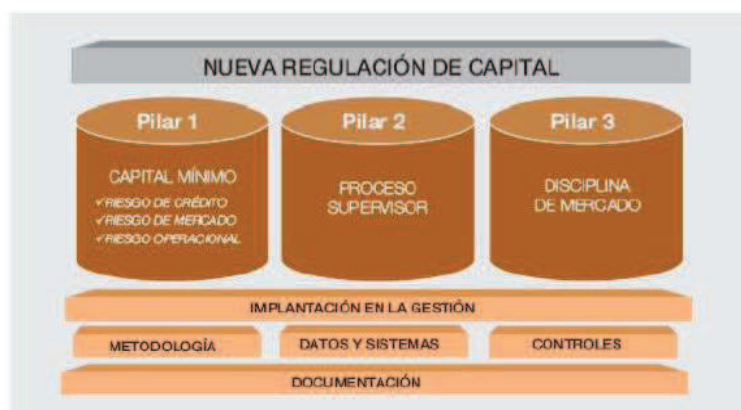 NUEVA REGULACIÓN DE CAPITAL
Pilar 1
Pilar 2
Pilar 3
CAPITAL MÍNIMO
✓RIESGO DE CRÉDITO
✓RIESGO DE MERCADO
✓RIESGO OPERACIONAL
PROCESO
SUPERVISOR
DISCIPLINA
DE MERCADO
IMPLANTACIÓN EN LA GESTIÓN
METODOLOGÍA
DATOS Y SISTEMAS
CONTROLES
DOCUMENTACIÓN